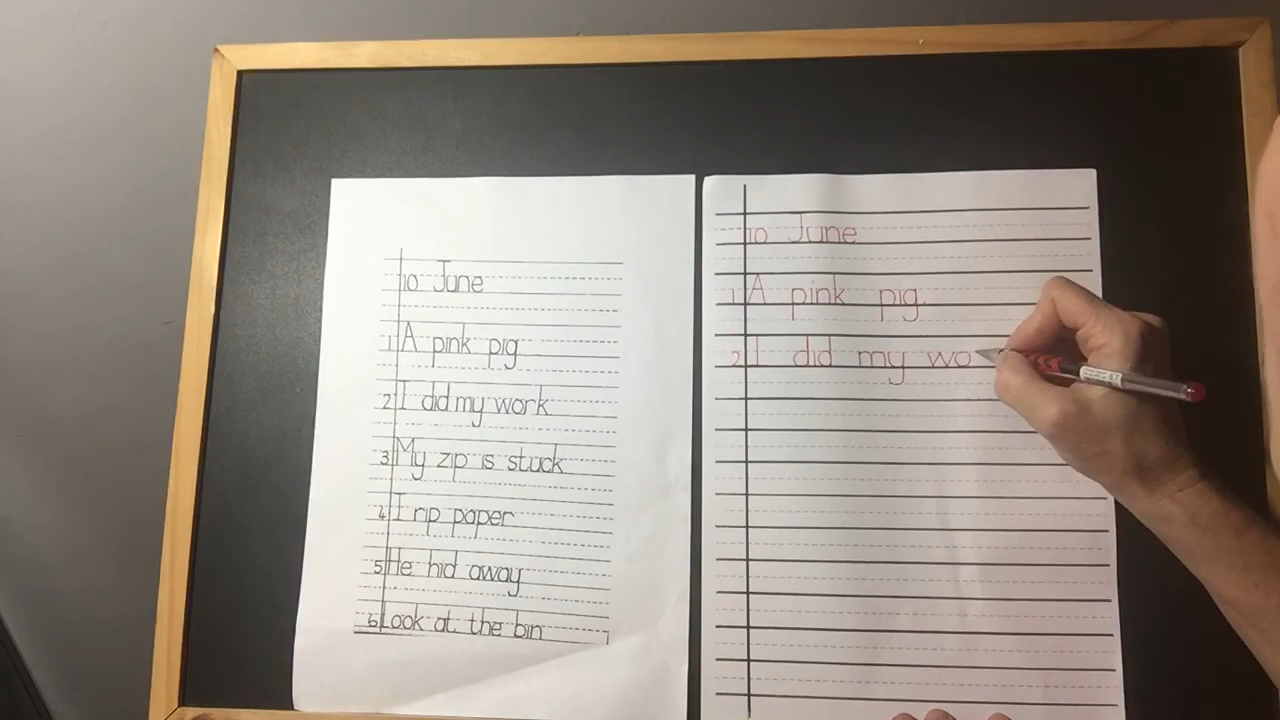 10 June
1. A pink pig
2 I did my work
3 My zip is stuck
4 I rip paper
5 He hid away
6 Look at the bin
10 June
1 A pink pig.
2 I did my wo